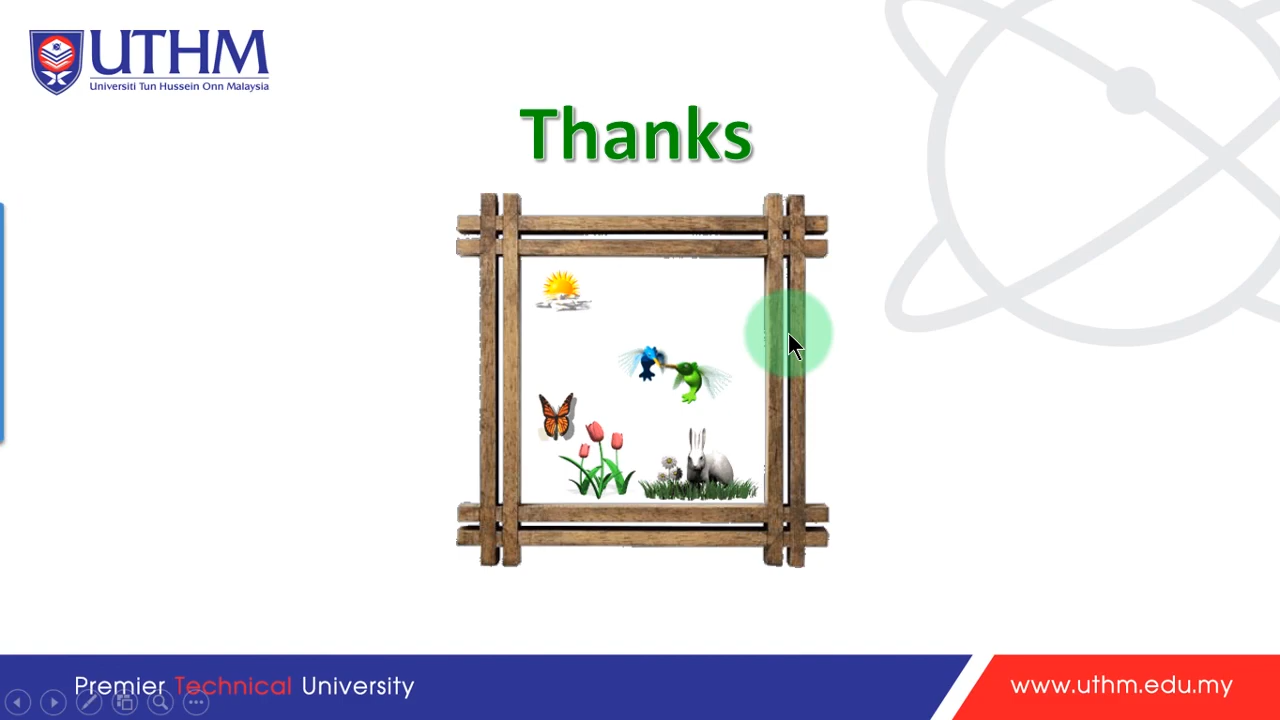 UTHM
Universiti Tun Hussein Onn Malaysia
Thanks
Premier Technical University
www.uthm.edu.my